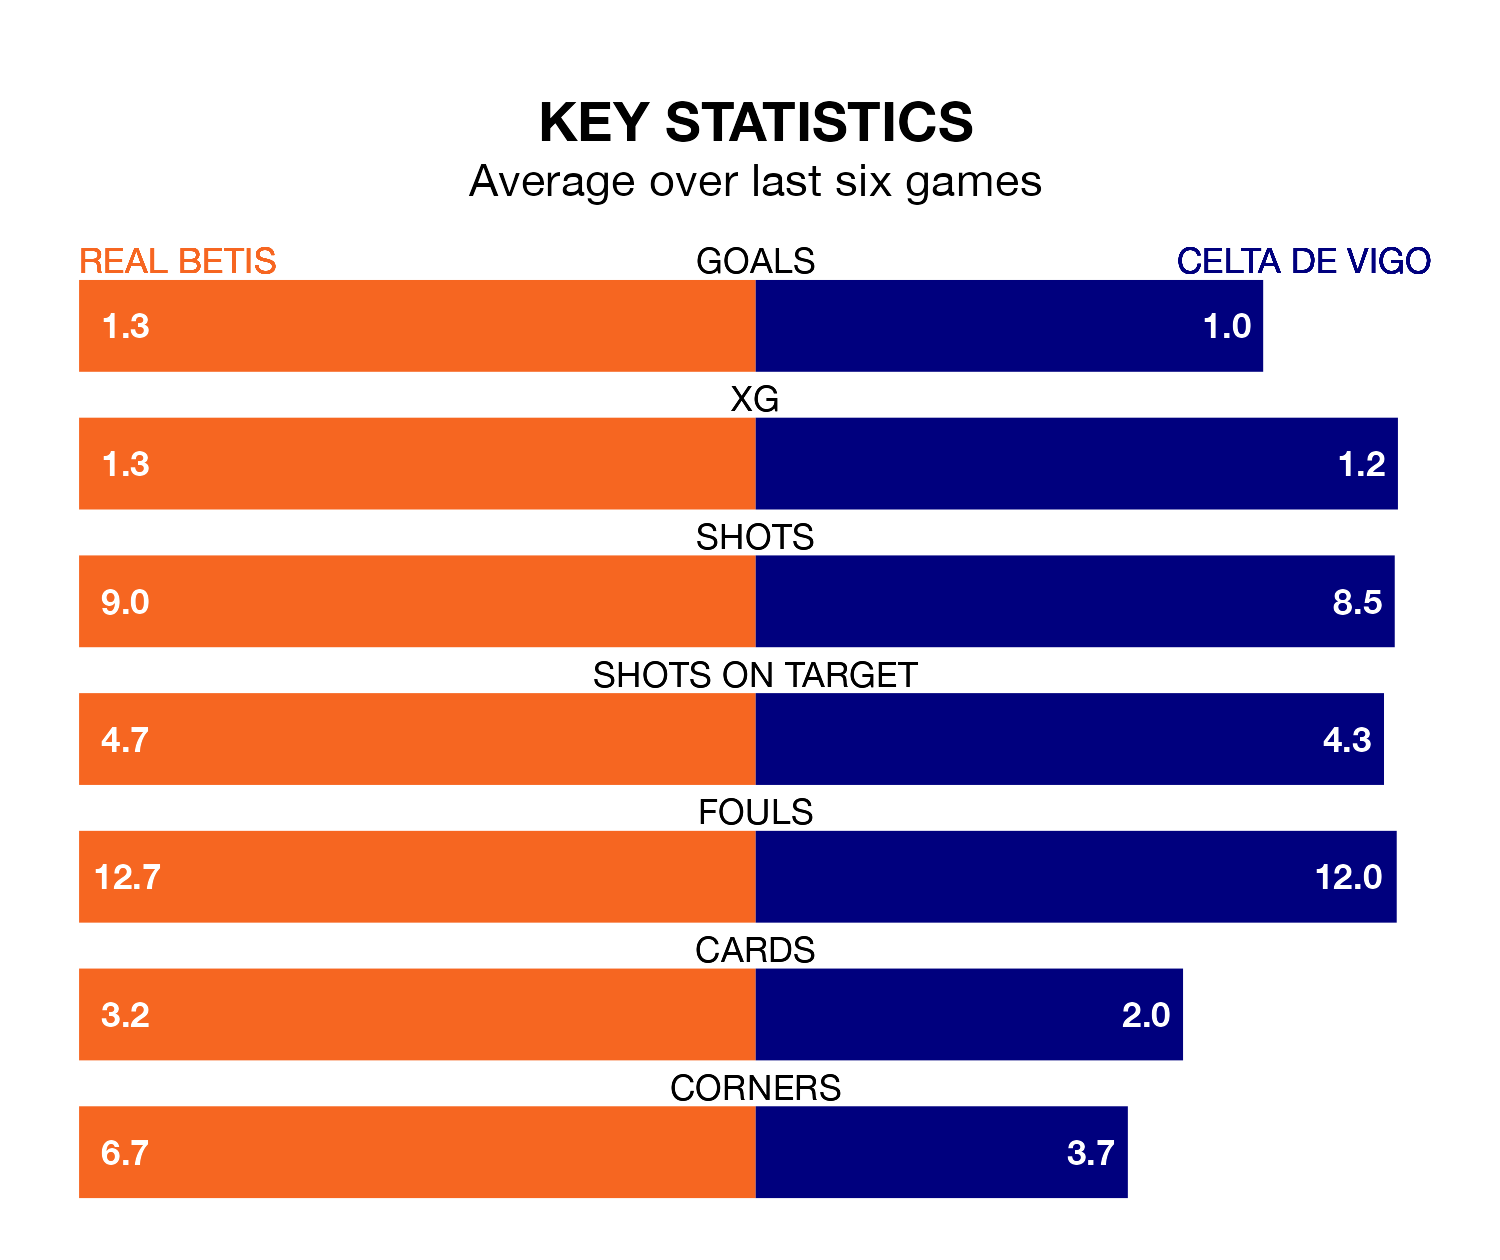 KEY STATISTICS
Average over last six games
REAL BETIS GOALS CELTA DE VIGO
1.3 1.0
XG
1.3 1.2
SHOTS
9.0 8.5
SHOTS ON TARGET
4.7 4.3
FOULS
12.7 12.0
CARDS
3.2 2.0
CORNERS
6.7 3.7